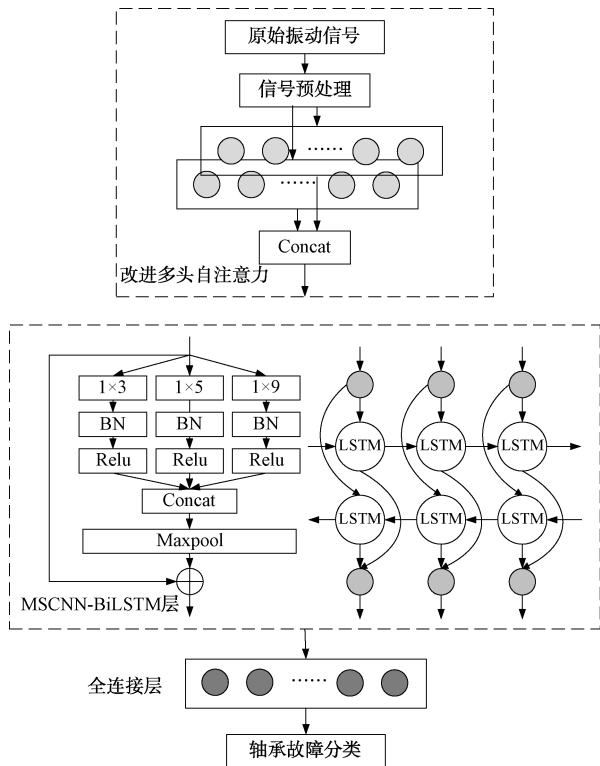 原始振动信号
信号预处理
……
……
Concat
改进多头自注意力
1×3 1×5 1×9
BN BN BN
Relu Relu Relu
Concat
Maxpool
MSCNN-BiLSTM层
LSTM LSTM LSTM
LSTM LSTM LSTM
全连接层
……
轴承故障分类